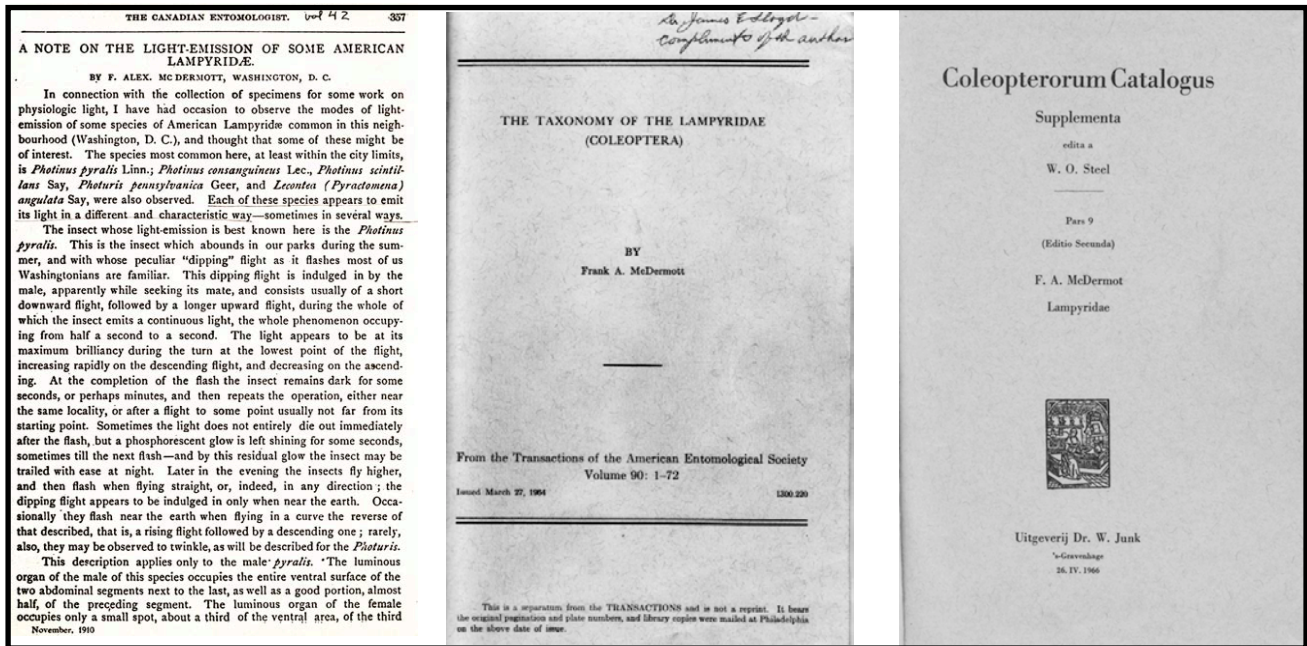 THE CANADIAN ENTOMOLOGIST. vol 42 357
A NOTE ON THE LIGHT-EMISSION OF SOME AMERICAN
LAMPYRIDÆ.
BY F. ALEX. MC DERMOTT, WASHINGTON, D. C.
In connection with the collection of specimens for some work on
physiologic light, I have had occasion to observe the modes of light-
emission of some species of American Lampyridæ common in this neigh-
bourhood (Washington, D. C.), and thought that some of these might be
of interest. The species most common here, at least within the city limits,
is Photinus pyralis Linn.; Photinus consanguineus Lec., Photinus scintil-
lans Say, Photuris pennsylvanica Geer, and Lecontea (Pyractomena)
angulata Say, were also observed. Each of these species appears to emit
its light in a different and characteristic way—sometimes in several ways.
The insect whose light-emission is best known here is the Photinus
pyralis. This is the insect which abounds in our parks during the sum-
mer, and with whose peculiar "dipping" flight as it flashes most of us
Washingtonians are familiar. This dipping flight is indulged in by the
male, apparently while seeking its mate, and consists usually of a short
downward flight, followed by a longer upward flight, during the whole of
which the insect emits a continuous light, the whole phenomenon occupy-
ing from half a second to a second. The light appears to be at its
maximum brilliancy during the turn at the lowest point of the flight,
increasing rapidly on the descending flight, and decreasing on the ascend-
ing. At the completion of the flash the insect remains dark for some
seconds, or perhaps minutes, and then repeats the operation, either near
the same locality, or after a flight to some point usually not far from its
starting point. Sometimes the light does not entirely die out immediately
after the flash, but a phosphorescent glow is left shining for some seconds,
sometimes till the next flash—and by this residual glow the insect may be
trailed with ease at night. Later in the evening the insects fly higher,
and then flash when flying straight, or, indeed, in any direction; the
dipping flight appears to be indulged in only when near the earth. Occa-
sionally they flash near the earth when flying in a curve the reverse of
that described, that is, a rising flight followed by a descending one; rarely,
also, they may be observed to twinkle, as will be described for the Photuris.
This description applies only to the male pyralis. The luminous
organ of the male of this species occupies the entire ventral surface of the
two abdominal segments next to the last, as well as a good portion, almost
half, of the preceding segment. The luminous organ of the female
occupies only a small spot, about a third of the ventral area, of the third
November, 1910
Dr. James E Lloyd -
Compliments of the author
THE TAXONOMY OF THE LAMPYRIDAE
(COLEOPTERA)
BY
Frank A. McDermott
From the Transactions of the American Entomological Society
Volume 90: 1-72
Issued March 27, 1964 1300.220
This is a separatum from the TRANSACTIONS and is not a reprint. It bears
the original pagination and plate numbers, and library copies were mailed at Philadelphia
on the above date of issue.
Coleopterorum Catalogus
Supplementa
edita a
W. O. Steel
Pars 9
(Editio Secunda)
F. A. McDermot
Lampyridae
Uitgeverij Dr. W. Junk
's-Gravenhage
26. IV. 1966